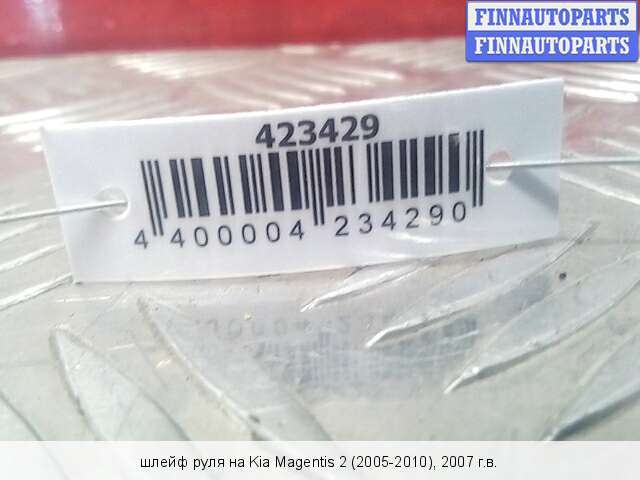 FINNAUTOPARTS
FINNAUTOPARTS
423429
4 400004 234290
шлейф руля на Kia Magentis 2 (2005-2010), 2007 г.в.